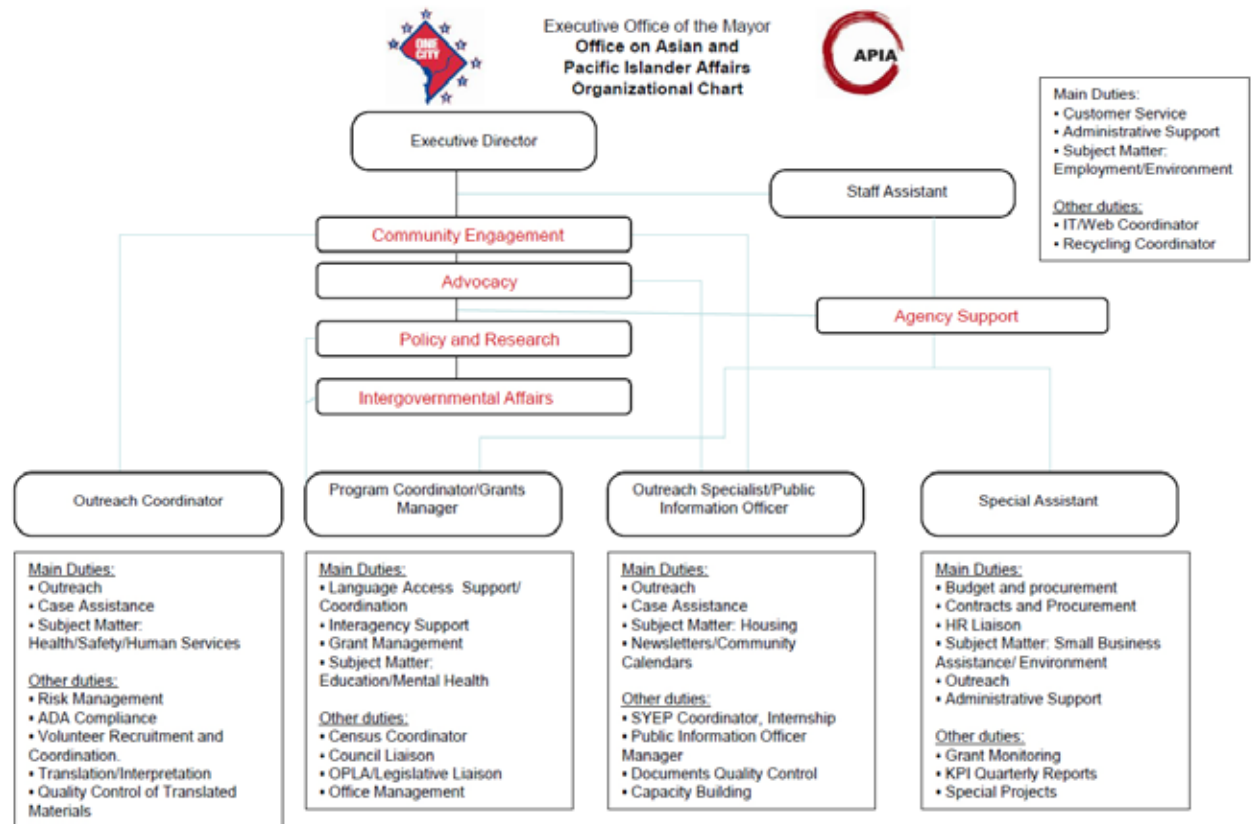 ONE
CITY
Executive Office of the Mayor
Office on Asian and
Pacific Islander Affairs
Organizational Chart
APIA
Main Duties:
• Customer Service
• Administrative Support
• Subject Matter:
Employment/Environment
Other duties:
• IT/Web Coordinator
• Recycling Coordinator
Executive Director
Staff Assistant
Community Engagement
Advocacy
Agency Support
Policy and Research
Intergovernmental Affairs
Outreach Coordinator
Main Duties:
• Outreach
• Case Assistance
• Subject Matter:
Health/Safety/Human Services
Other duties:
• Risk Management
• ADA Compliance
• Volunteer Recruitment and
Coordination.
• Translation/Interpretation
• Quality Control of Translated
Materials
Program Coordinator/Grants
Manager
Main Duties:
• Language Access Support/
Coordination
• Interagency Support
• Grant Management
• Subject Matter:
Education/Mental Health
Other duties:
• Census Coordinator
• Council Liaison
• OPLA/Legislative Liaison
• Office Management
Outreach Specialist/Public
Information Officer
Main Duties:
• Outreach
• Case Assistance
• Subject Matter: Housing
• Newsletters/Community
Calendars
Other duties:
• SYEP Coordinator, Internship
• Public Information Officer
Manager
• Documents Quality Control
• Capacity Building
Special Assistant
Main Duties:
• Budget and procurement
• Contracts and Procurement
• HR Liaison
• Subject Matter: Small Business
Assistance/ Environment
• Outreach
• Administrative Support
Other duties:
• Grant Monitoring
• KPI Quarterly Reports
• Special Projects